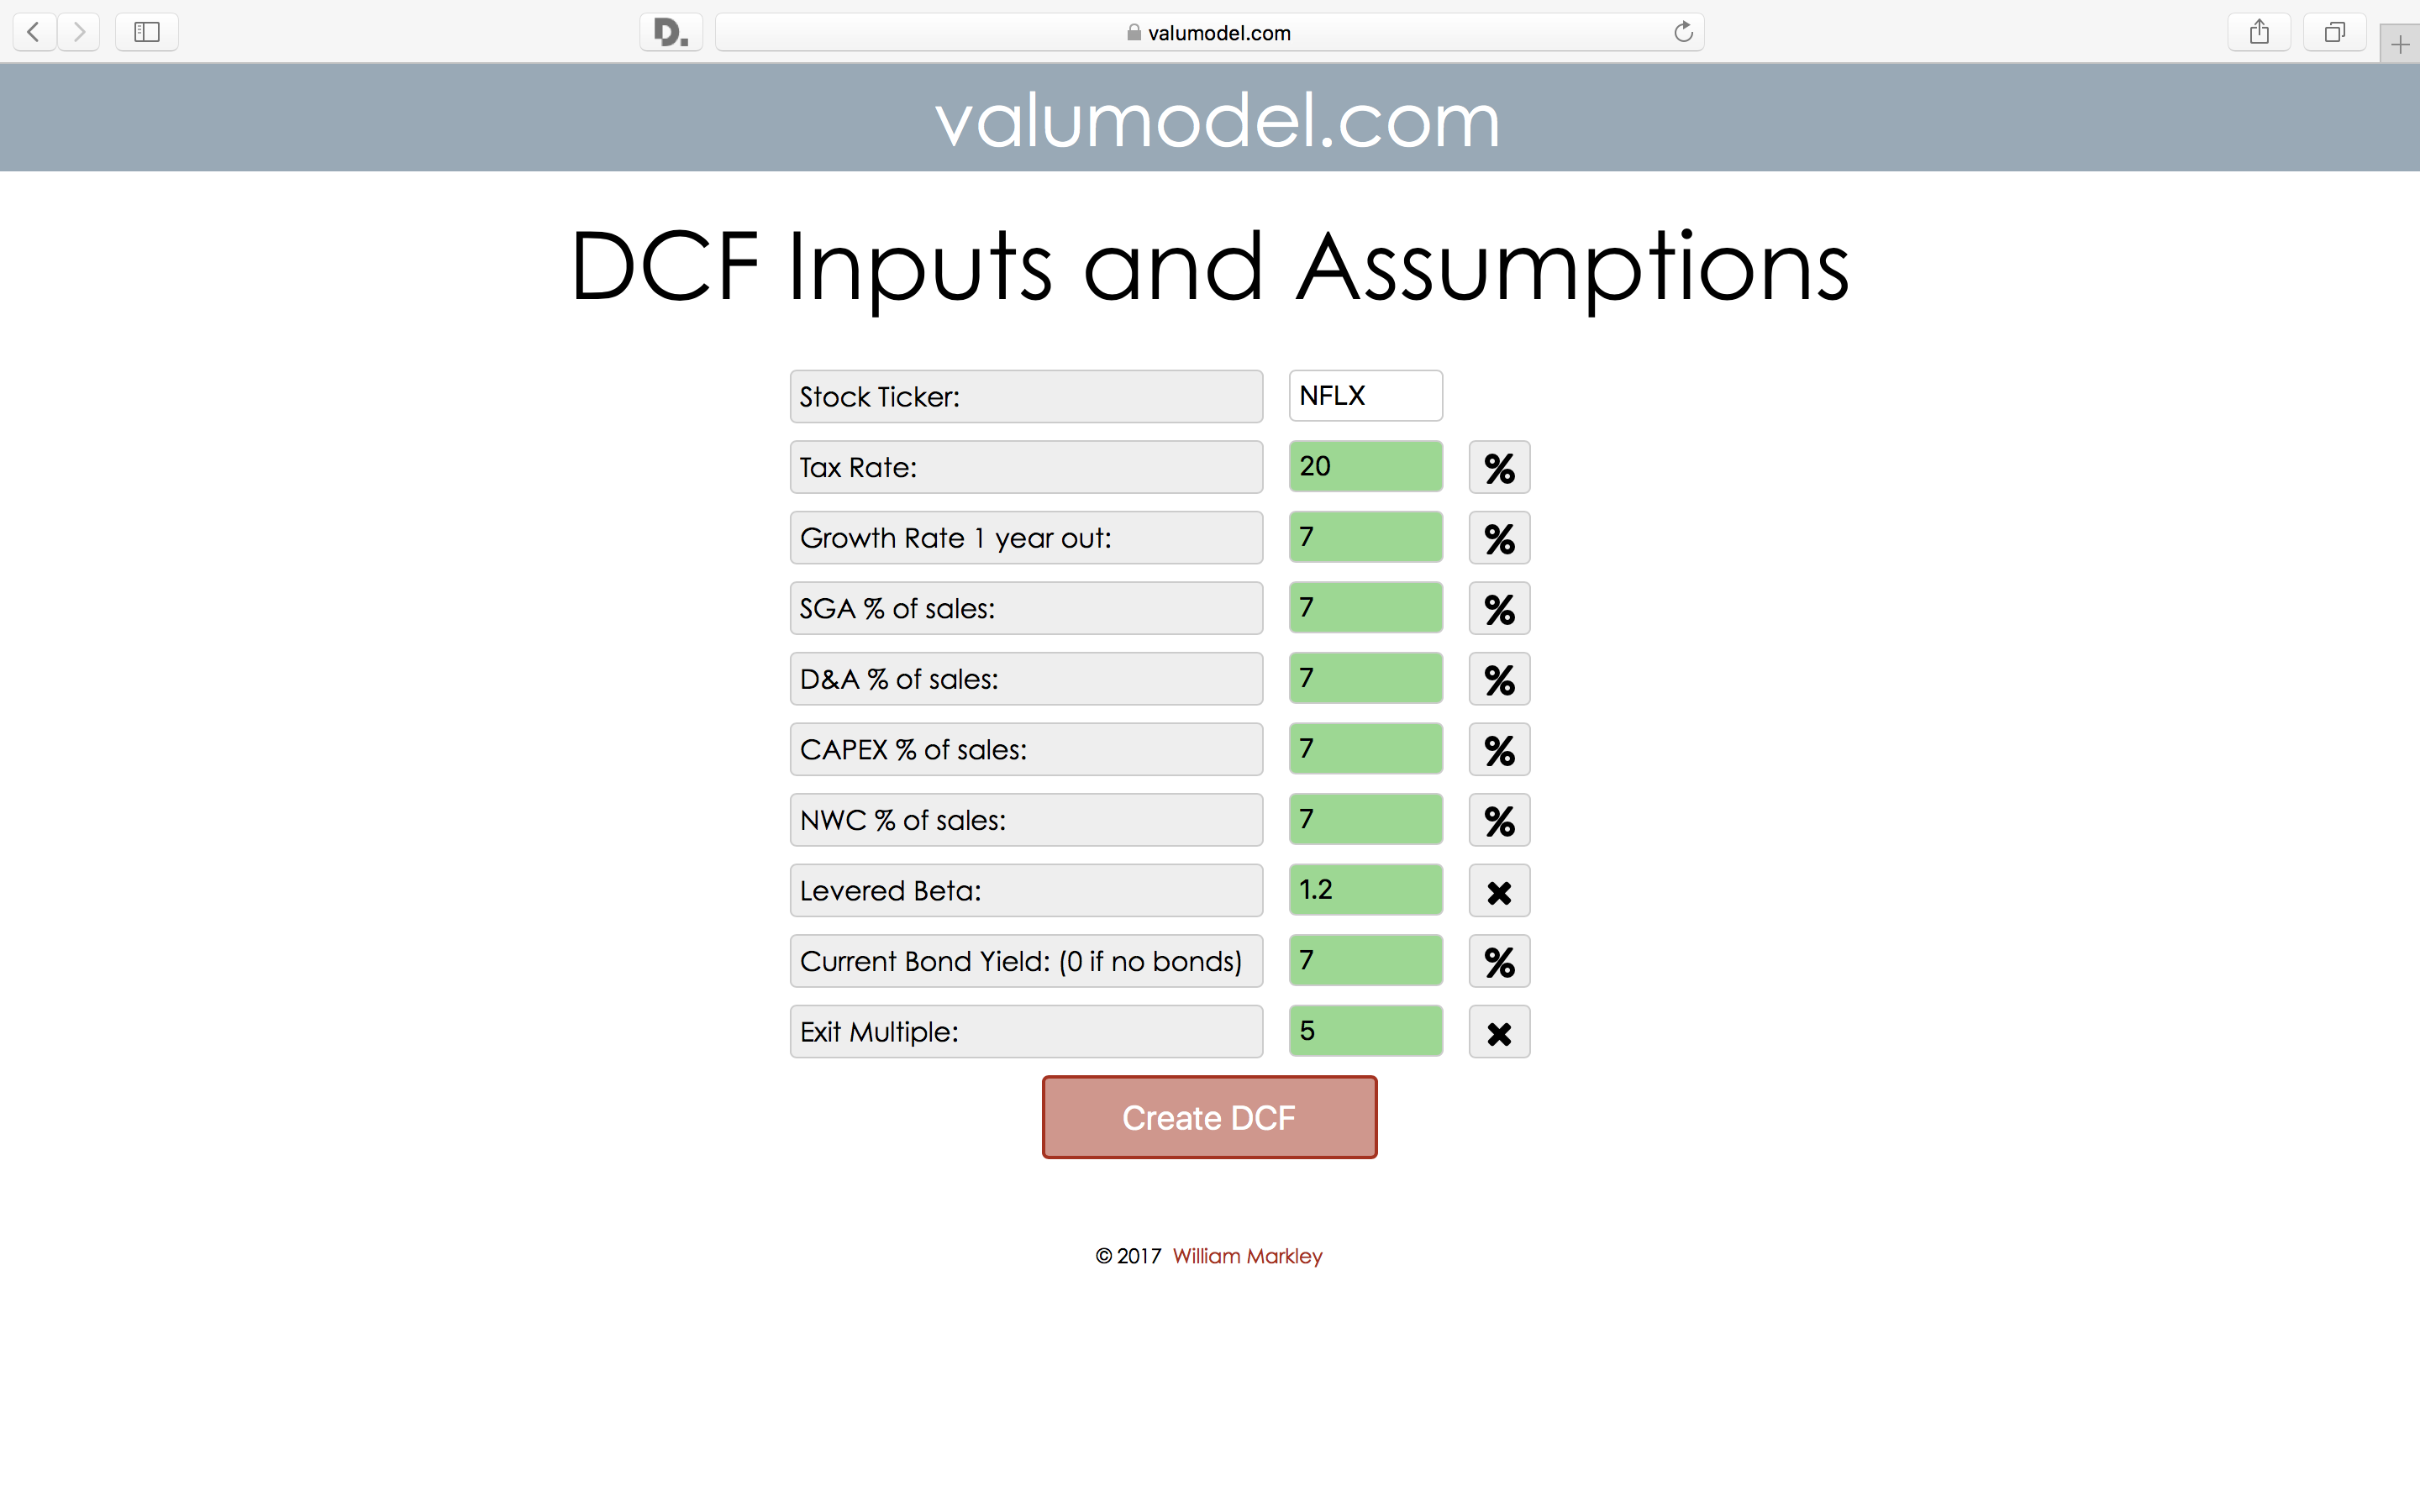 D.
valumodel.com
valumodel.com
DCF Inputs and Assumptions
Stock Ticker: NFLX
Tax Rate: 20 %
Growth Rate 1 year out: 7 %
SGA % of sales: 7 %
D&A % of sales: 7 %
CAPEX % of sales: 7 %
NWC % of sales: 7 %
Levered Beta: 1.2 ×
Current Bond Yield: (0 if no bonds) 7 %
Exit Multiple: 5 ×
Create DCF
© 2017 William Markley